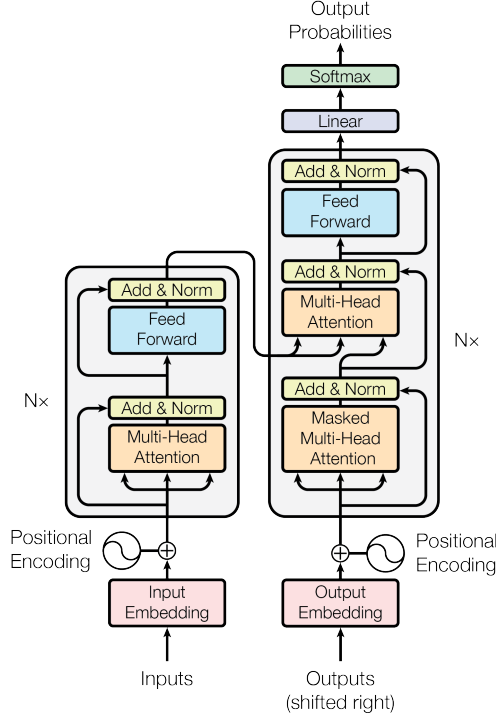 Output
Probabilities
Softmax
Linear
Add & Norm
Feed
Forward
Add & Norm
Multi-Head
Attention
Add & Norm
Masked
Multi-Head
Attention
N×
Add & Norm
Feed
Forward
Add & Norm
Multi-Head
Attention
N×
Positional
Encoding
Positional
Encoding
Input
Embedding
Output
Embedding
Inputs
Outputs
(shifted right)